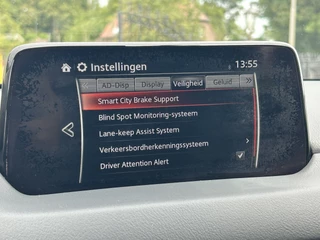 Instellingen
13:55
AD-Disp Display Veiligheid Geluid
Smart City Brake Support
Blind Spot Monitoring-systeem
Lane-keep Assist System
Verkeersbordherkenningssysteem
Driver Attention Alert